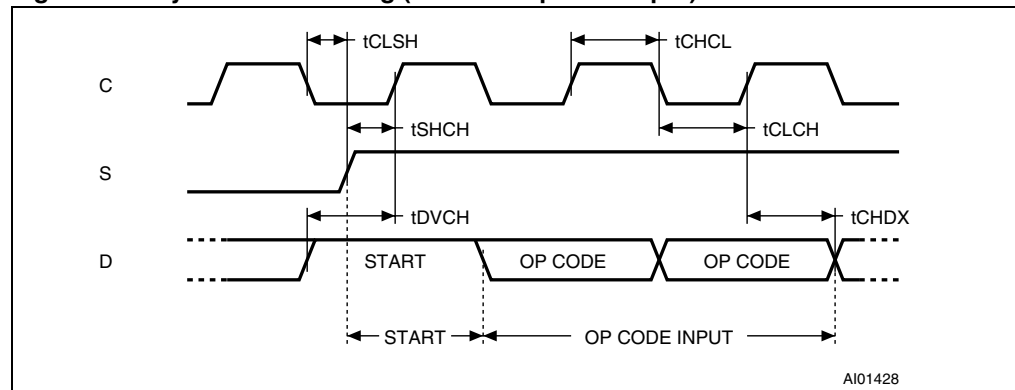 tCLSH
tCHCL
C
tSHCH
tCLCH
S
tDVCH
tCHDX
D
START
OP CODE
OP CODE
START
OP CODE INPUT
AI01428